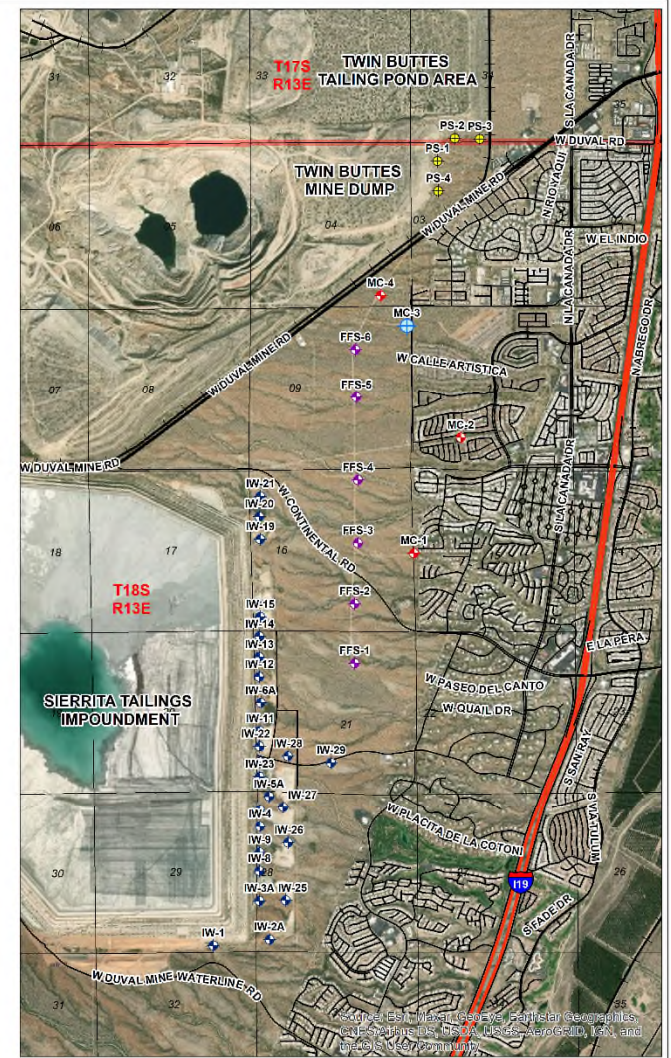 31
32
33
T17S
R13E
TWIN BUTTES
TAILING POND AREA
34
35
S LA CANADA DR
PS-2 PS-3
W DUVAL RD
PS-1
PS-4
TWIN BUTTES
MINE DUMP
N RIO YAQUI
05
04
03
W DUVAL MINE RD
W EL INDIO
N LA CANADA DR
N ABREGO DR
MC-4
MC-3
FFS-6
W CALLE ARTISTICA
W DUVAL MINE RD
07
08
09
FFS-5
MC-2
S LA CANADA DR
W DUVAL MINE RD
FFS-4
IW-21
IW-20
IW-19
W CONTINENTAL RD
FFS-3
MC-1
18
17
16
T18S
R13E
FFS-2
IW-15
IW-14
IW-13
IW-12
E LA PERA
FFS-1
W PASEO DEL CANTO
IW-6A
W QUAIL DR
SIERRITA TAILINGS
IMPOUNDMENT
IW-11
21
IW-22
IW-28
IW-29
S SAN RAY
IW-23
IW-5A
IW-27
S VIA TULUM
IW-4
W PLACITA DE LA COTONI
IW-26
IW-9
IW-8
30
29
28
27
26
I19
IW-3A
IW-25
S FADE DR
IW-1
IW-2A
W DUVAL MINE WATERLINE RD
31
32
35
Source: Esri, Maxar, GeoEye, Earthstar Geographics,
CNES/Airbus DS, USDA, USGS, AeroGRID, IGN, and
the GIS User Community